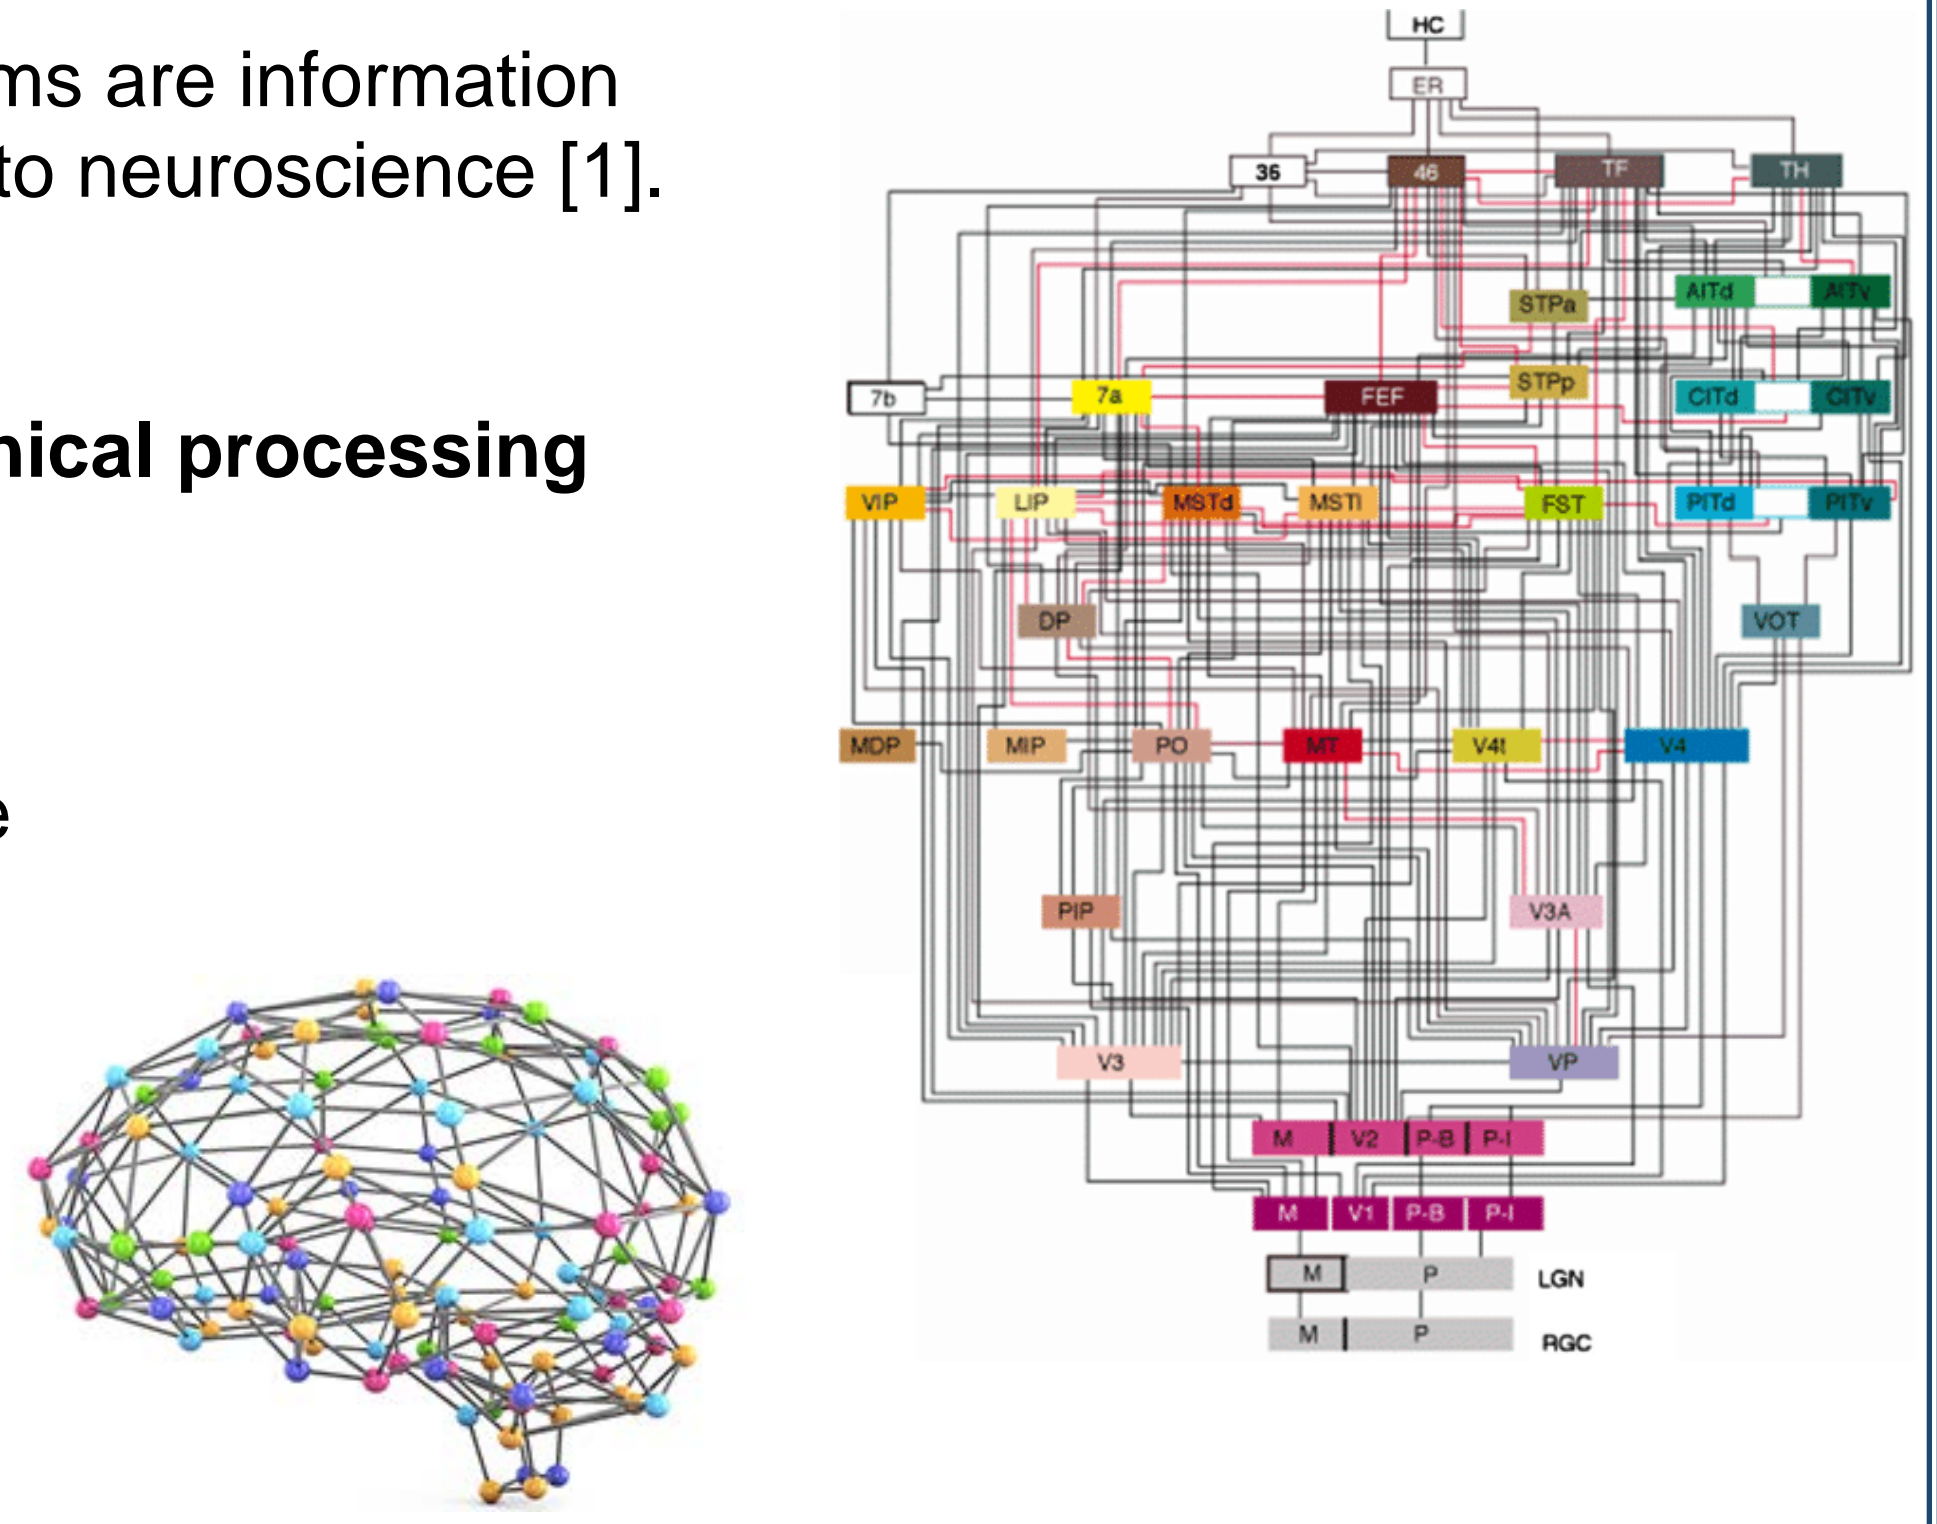 ms are information
to neuroscience [1].
nical processing
e
HC
ER
36 46 TF TH
STPa AITd AITv
7b 7a FEF STPp CITd CITv
VIP LIP MSTd MSTl FST PITd PITv
DP VOT
MDP MIP PO MT V4t V4
PIP V3A
V3 VP
M V2 P-B P-I
M V1 P-B P-I
M P LGN
M P RGC